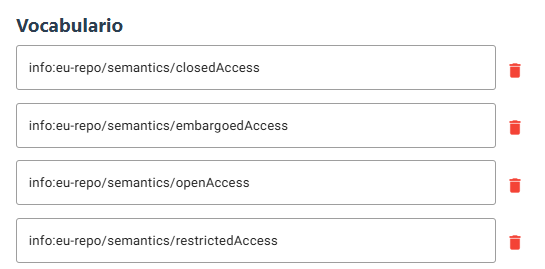 Vocabulario
info:eu-repo/semantics/closedAccess
info:eu-repo/semantics/embargoedAccess
info:eu-repo/semantics/openAccess
info:eu-repo/semantics/restrictedAccess